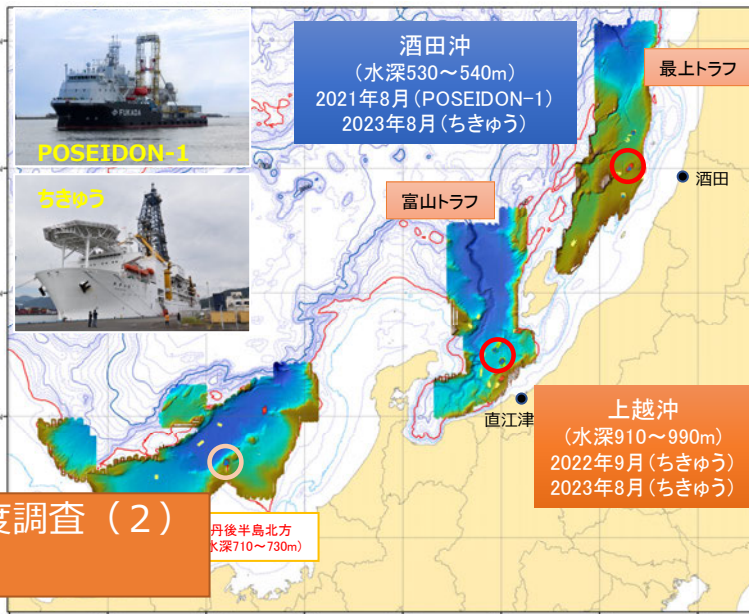 酒田沖
(水深530～540m)
2021年8月(POSEIDON-1)
2023年8月(ちきゅう)
最上トラフ
FUKADA
POSEIDON-1
ちきゅう
酒田
富山トラフ
直江津
上越沖
(水深910～990m)
2022年9月(ちきゅう)
2023年8月(ちきゅう)
度調査（2）
丹後半島北方
水深710～730m)